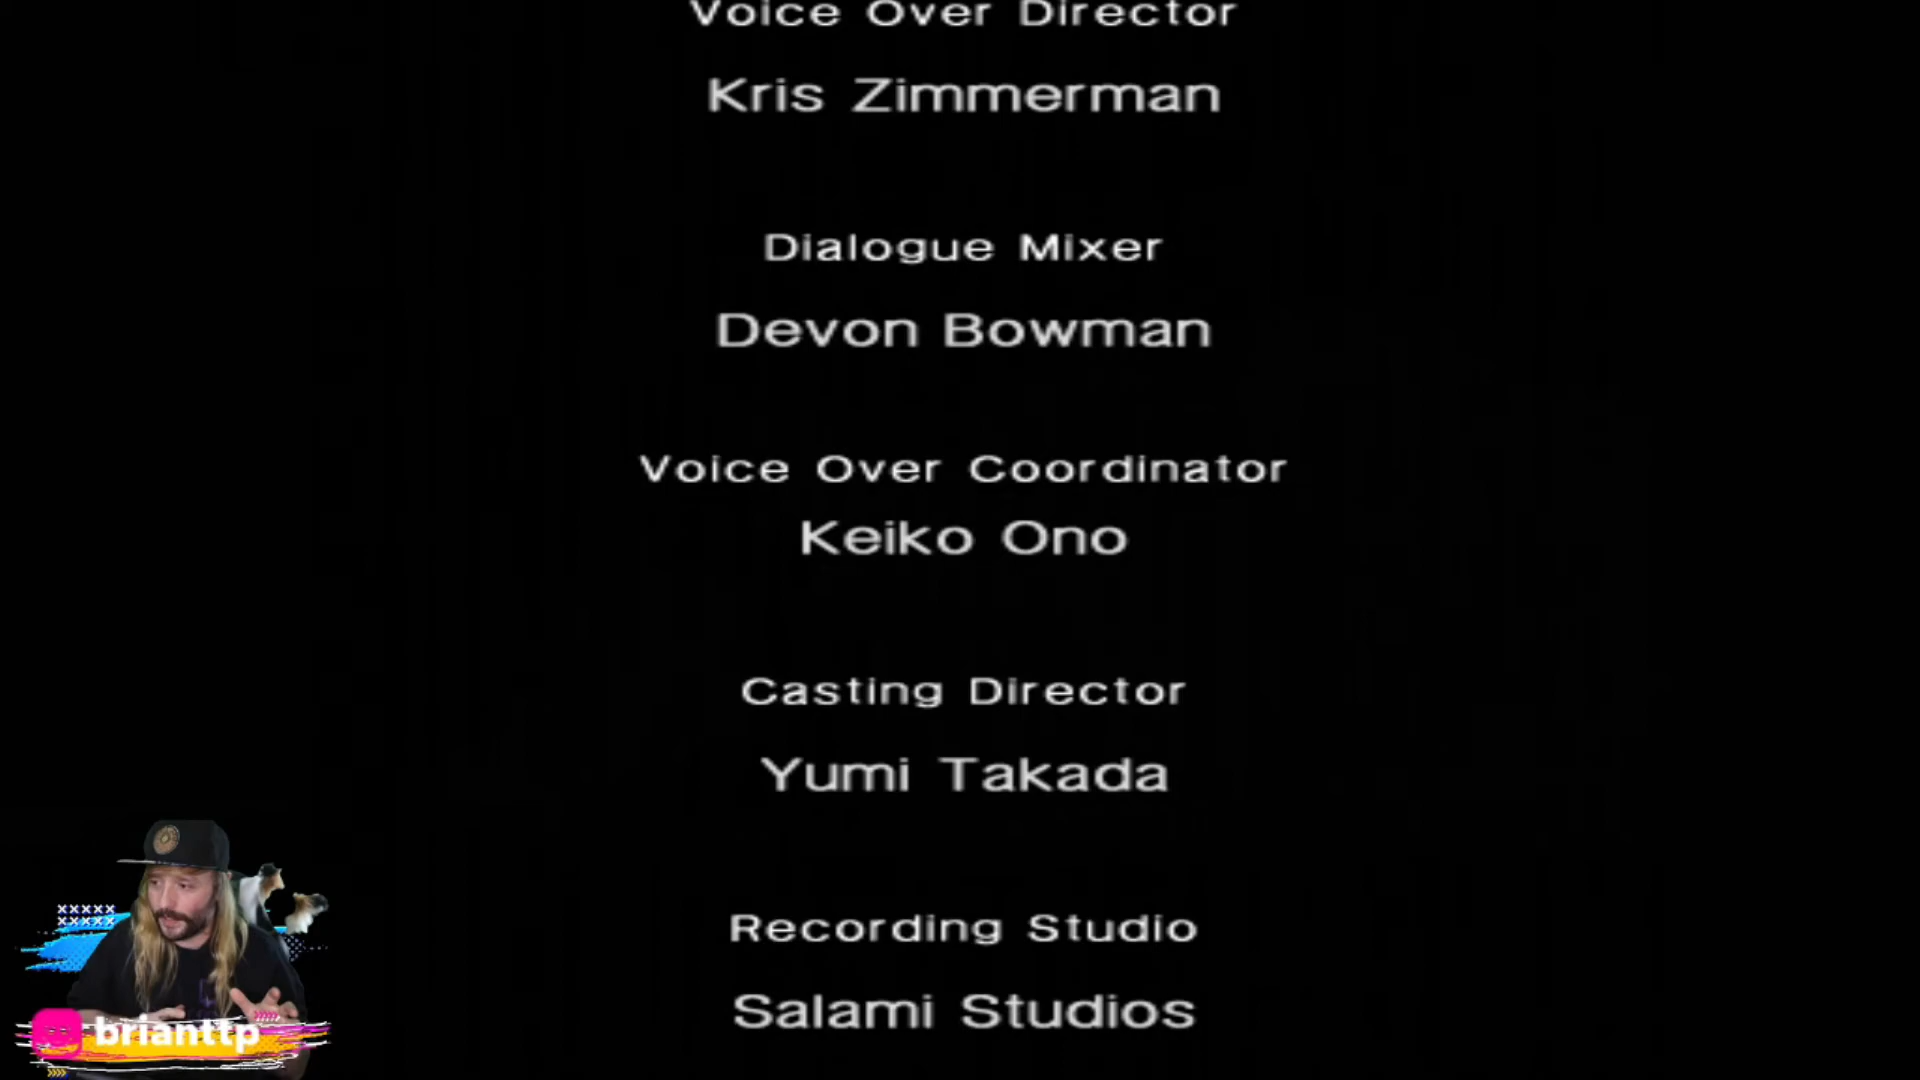 Voice Over Director
Kris Zimmerman
Dialogue Mixer
Devon Bowman
Voice Over Coordinator
Keiko Ono
Casting Director
Yumi Takada
Recording Studio
Salami Studios
brianttp